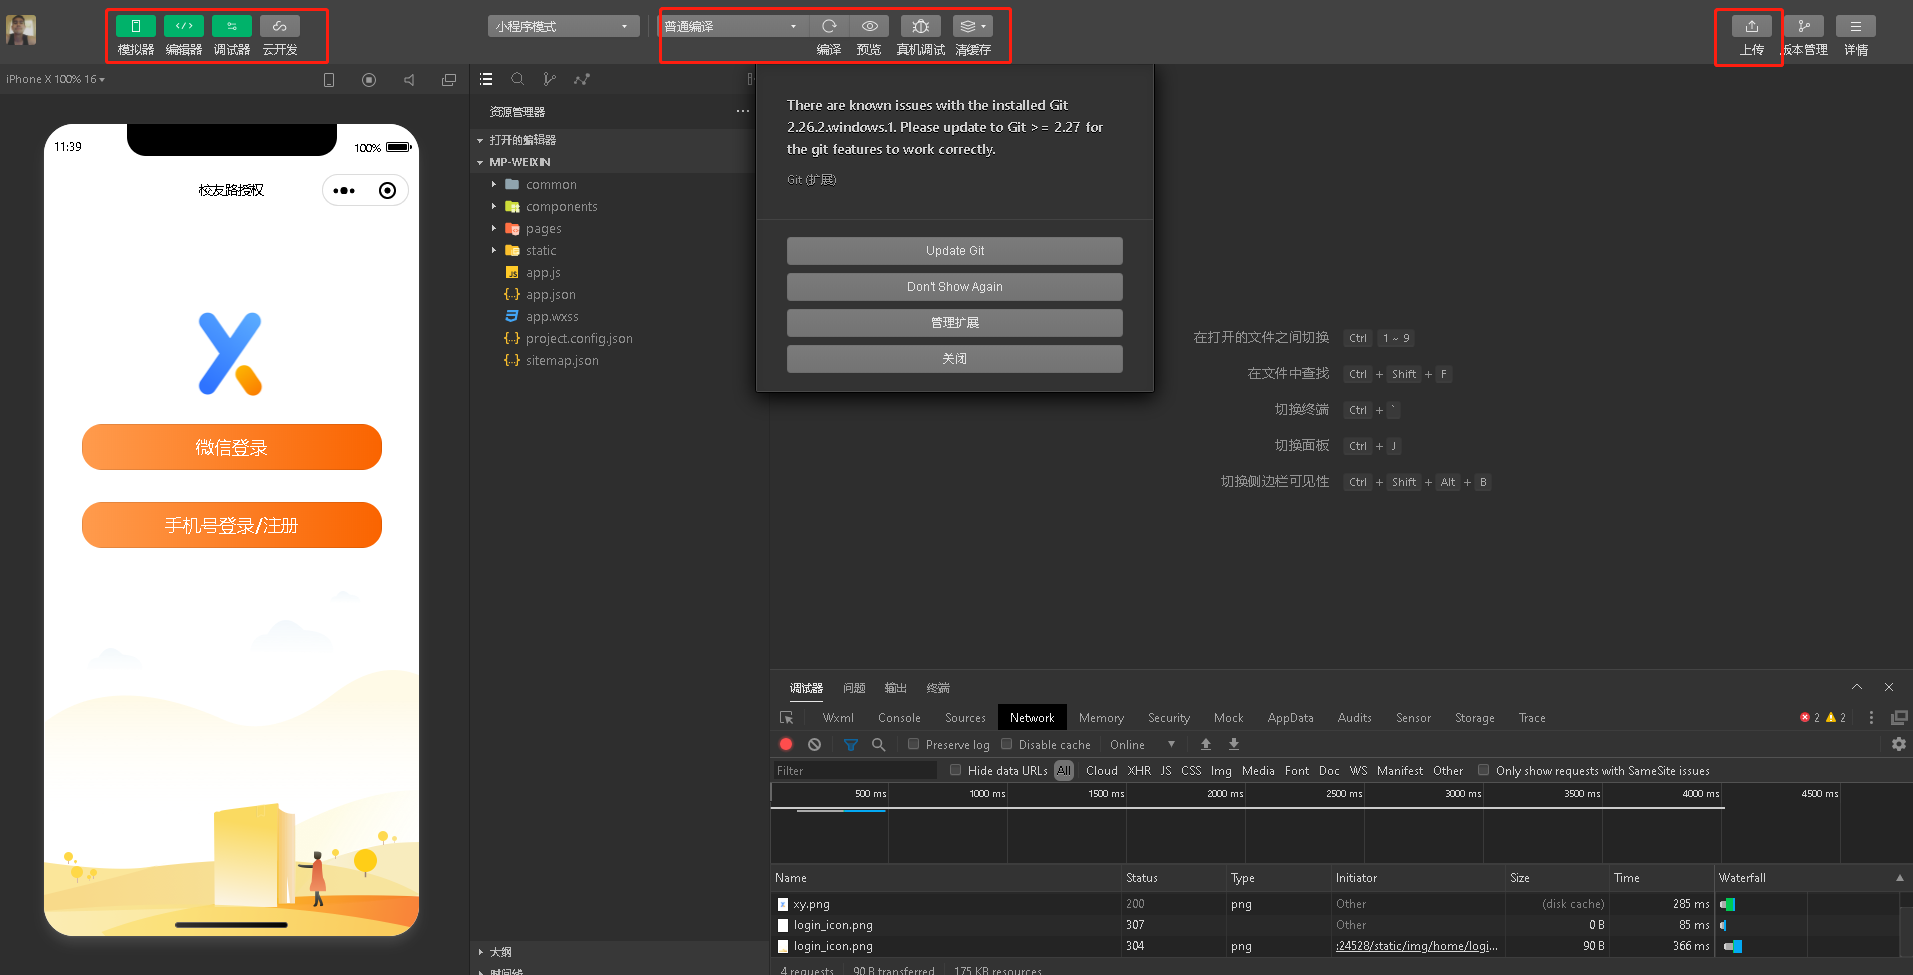 模拟器 编辑器 调试器 云开发
小程序模式
普通编译
编译 预览 真机调试 清缓存
上传 版本管理 详情
iPhone X 100% 16
11:39
100%
校友路授权
微信登录
手机号登录/注册
资源管理器
打开的编辑器
MP-WEIXIN
common
components
pages
static
JS app.js
{..} app.json
app.wxss
{..} project.config.json
{..} sitemap.json
大纲
时间线
There are known issues with the installed Git
2.26.2.windows.1. Please update to Git >= 2.27 for
the git features to work correctly.
Git (扩展)
Update Git
Don't Show Again
管理扩展
关闭
在打开的文件之间切换 Ctrl 1 ~ 9
在文件中查找 Ctrl + Shift + F
切换终端 Ctrl + `
切换面板 Ctrl + J
切换侧边栏可见性 Ctrl + Shift + Alt + B
调试器 问题 输出 终端
Wxml Console Sources Network Memory Security Mock AppData Audits Sensor Storage Trace 2 2
Preserve log Disable cache Online
Filter Hide data URLs All Cloud XHR JS CSS Img Media Font Doc WS Manifest Other Only show requests with SameSite issues
500 ms 1000 ms 1500 ms 2000 ms 2500 ms 3000 ms 3500 ms 4000 ms 4500 ms
Name Status Type Initiator Size Time Waterfall
xy.png 200 png Other (disk cache) 285 ms
login_icon.png 307 Other 0 B 85 ms
login_icon.png 304 png :24528/static/img/home/logi... 90 B 366 ms
4 requests 90 B transferred 175 KB resources